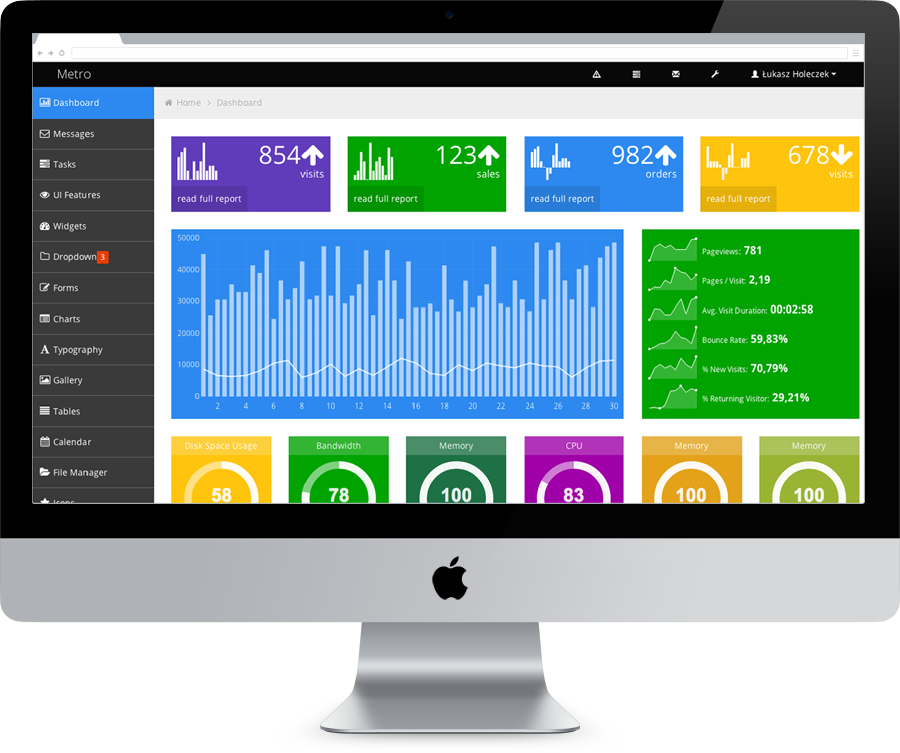 Metro
Łukasz Holeczek
Dashboard
Messages
Tasks
UI Features
Widgets
Dropdown 3
Forms
Charts
Typography
Gallery
Tables
Calendar
File Manager
Icons
Home > Dashboard
854
visits
read full report
123
sales
read full report
982
orders
read full report
678
visits
read full report
50000
40000
30000
20000
10000
0
2 4 6 8 10 12 14 16 18 20 22 24 26 28 30
Pageviews: 781
Pages / Visit: 2,19
Avg. Visit Duration: 00:02:58
Bounce Rate: 59,83%
% New Visits: 70,79%
% Returning Visitor: 29,21%
Disk Space Usage
58
Bandwidth
78
Memory
100
CPU
83
Memory
100
Memory
100